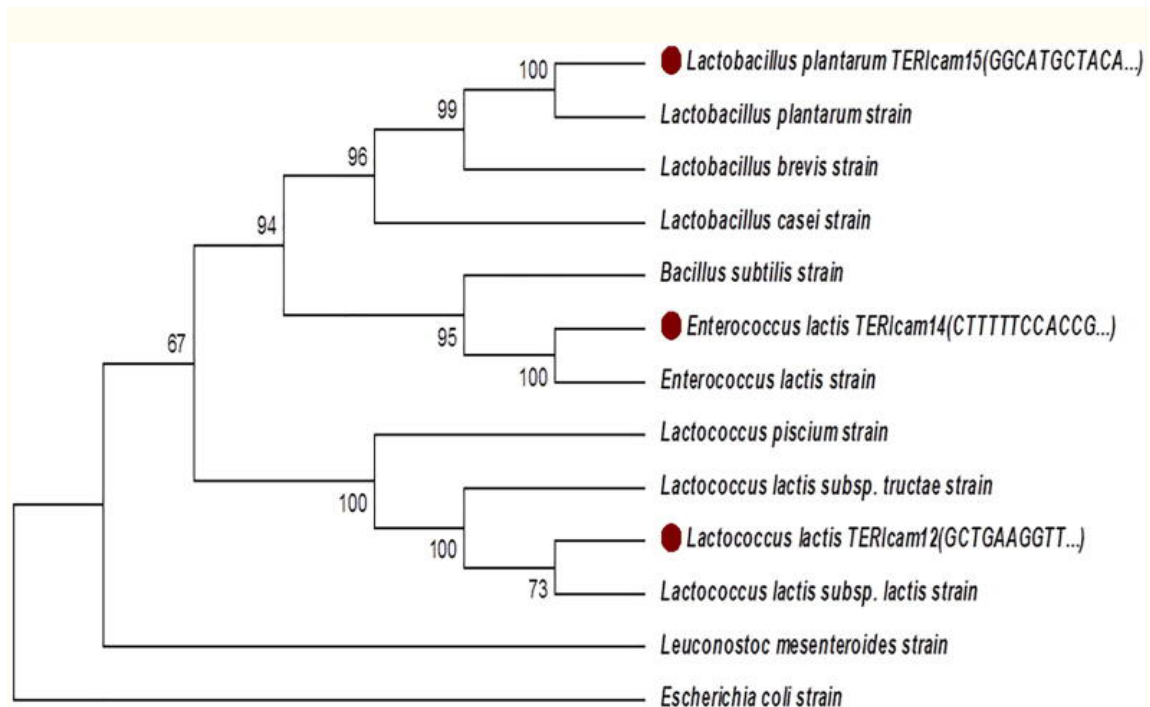 100
Lactobacillus plantarum TERIcam15(GGCATGCTACA...)
Lactobacillus plantarum strain
99
Lactobacillus brevis strain
96
Lactobacillus casei strain
94
Bacillus subtilis strain
Enterococcus lactis TERIcam14(CTTTTTCCACCG...)
95
67
100
Enterococcus lactis strain
Lactococcus piscium strain
100
Lactococcus lactis subsp. tructae strain
Lactococcus lactis TERIcam12(GCTGAAGGTT...)
100
73
Lactococcus lactis subsp. lactis strain
Leuconostoc mesenteroides strain
Escherichia coli strain